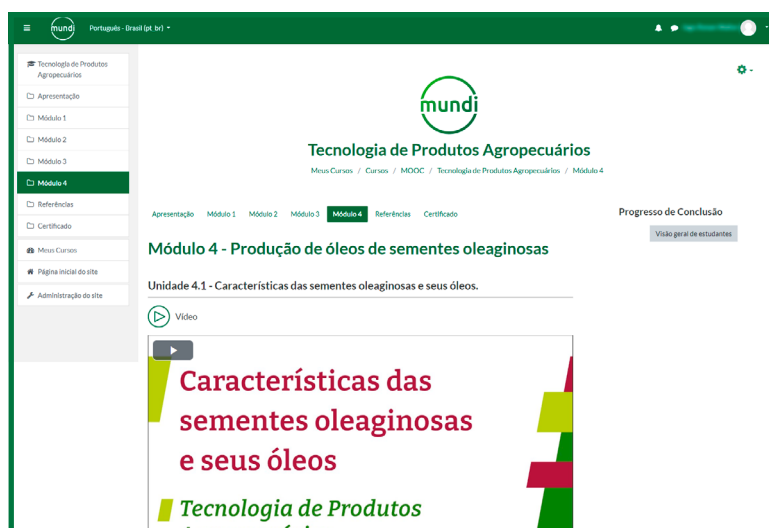 mundi
Português - Brasil (pt_br)
Tecnologia de Produtos
Agropecuários
Apresentação
Módulo 1
Módulo 2
Módulo 3
Módulo 4
Referências
Certificado
Meus Cursos
Página inicial do site
Administração do site
mundi
Tecnologia de Produtos Agropecuários
Meus Cursos / Cursos / MOOC / Tecnologia de Produtos Agropecuários / Módulo 4
Apresentação Módulo 1 Módulo 2 Módulo 3 Módulo 4 Referências Certificado
Módulo 4 - Produção de óleos de sementes oleaginosas
Unidade 4.1 - Características das sementes oleaginosas e seus óleos.
Vídeo
Características das
sementes oleaginosas
e seus óleos
Tecnologia de Produtos
Progresso de Conclusão
Visão geral de estudantes